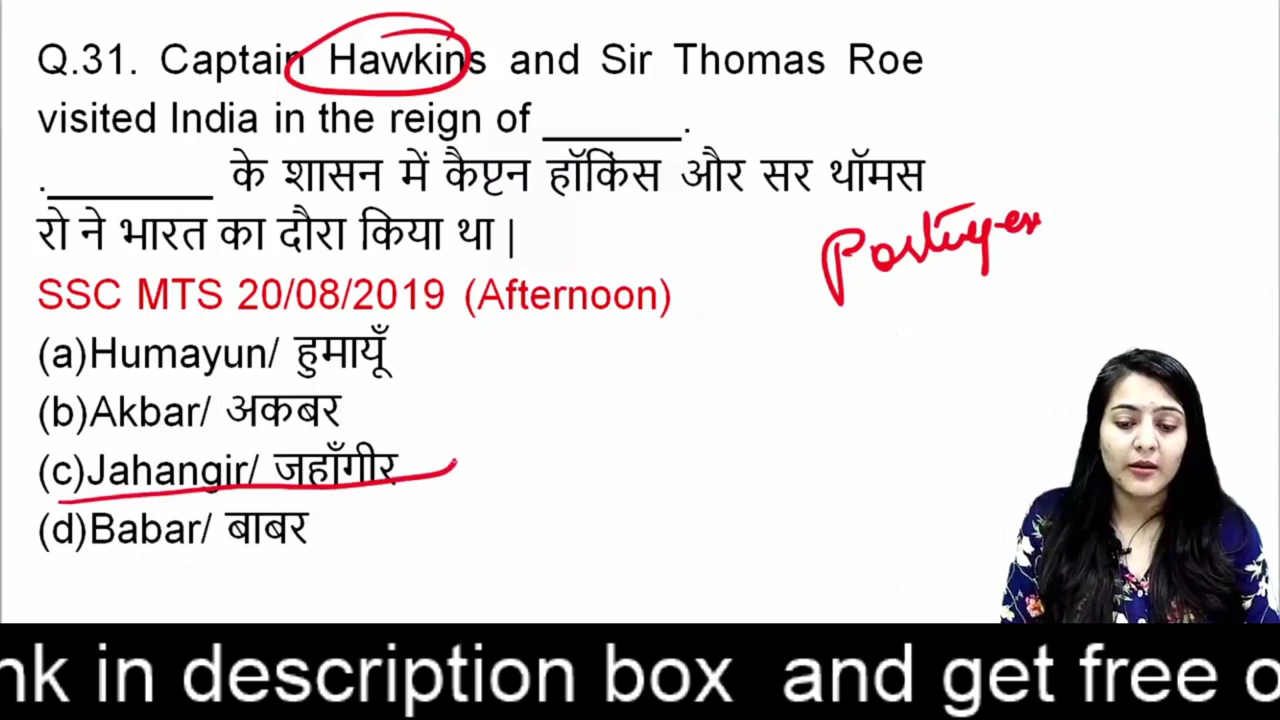 Q.31. Captain Hawkins and Sir Thomas Roe
visited India in the reign of ______.
.________ के शासन में कैप्टन हॉकिंस और सर थॉमस
रो ने भारत का दौरा किया था |
SSC MTS 20/08/2019 (Afternoon)
(a)Humayun/ हुमायूँ
(b)Akbar/ अकबर
(c)Jahangir/ जहाँगीर
(d)Babar/ बाबर
nk in description box and get free o